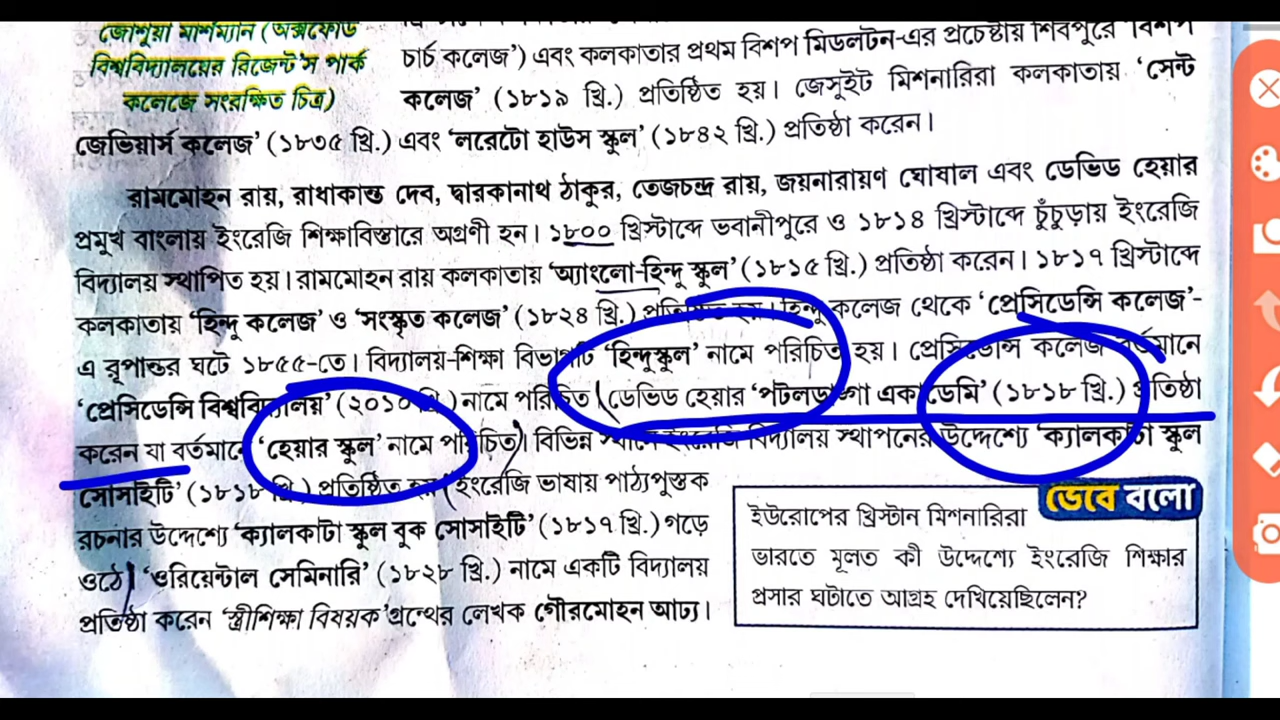 জোশুয়া মার্শম্যান (অক্সফোর্ড
বিশ্ববিদ্যালয়ের রিজেন্ট'স পার্ক
কলেজে সংরক্ষিত চিত্র)
চার্চ কলেজ') এবং কলকাতার প্রথম বিশপ মিডলটন-এর প্রচেষ্টায় শিবপুরে 'বিশপ
কলেজ' (১৮১৯ খ্রি.) প্রতিষ্ঠিত হয়। জেসুইট মিশনারিরা কলকাতায় 'সেন্ট
জেভিয়ার্স কলেজ' (১৮৩৫ খ্রি.) এবং 'লরেটো হাউস স্কুল' (১৮৪২ খ্রি.) প্রতিষ্ঠা করেন।
রামমোহন রায়, রাধাকান্ত দেব, দ্বারকানাথ ঠাকুর, তেজচন্দ্র রায়, জয়নারায়ণ ঘোষাল এবং ডেভিড হেয়ার
প্রমুখ বাংলায় ইংরেজি শিক্ষাবিস্তারে অগ্রণী হন। ১৮০০ খ্রিস্টাব্দে ভবানীপুরে ও ১৮১৪ খ্রিস্টাব্দে চুঁচুড়ায় ইংরেজি
বিদ্যালয় স্থাপিত হয়। রামমোহন রায় কলকাতায় 'অ্যাংলো-হিন্দু স্কুল' (১৮১৫ খ্রি.) প্রতিষ্ঠা করেন। ১৮১৭ খ্রিস্টাব্দে
কলকাতায় 'হিন্দু কলেজ' ও 'সংস্কৃত কলেজ' (১৮২৪ খ্রি.) প্রতিষ্ঠিত হয়। হিন্দু কলেজ থেকে 'প্রেসিডেন্সি কলেজ'-
এ রূপান্তর ঘটে ১৮৫৫-তে। বিদ্যালয়-শিক্ষা বিভাগটি 'হিন্দুস্কুল' নামে পরিচিত হয়। প্রেসিডেন্সি কলেজ বর্তমানে
'প্রেসিডেন্সি বিশ্ববিদ্যালয়' (২০১০ খ্রি.) নামে পরিচিত। ডেভিড হেয়ার 'পটলডাঙা একাডেমি' (১৮১৮ খ্রি.) প্রতিষ্ঠা
করেন যা বর্তমানে 'হেয়ার স্কুল' নামে পরিচিত। বিভিন্ন স্থানে ইংরেজি বিদ্যালয় স্থাপনের উদ্দেশ্যে 'ক্যালকাটা স্কুল
সোসাইটি' (১৮১৮ খ্রি.) প্রতিষ্ঠিত হয়। ইংরেজি ভাষায় পাঠ্যপুস্তক
রচনার উদ্দেশ্যে 'ক্যালকাটা স্কুল বুক সোসাইটি' (১৮১৭ খ্রি.) গড়ে
ওঠে। 'ওরিয়েন্টাল সেমিনারি' (১৮২৮ খ্রি.) নামে একটি বিদ্যালয়
প্রতিষ্ঠা করেন 'স্ত্রীশিক্ষা বিষয়ক' গ্রন্থের লেখক গৌরমোহন আঢ্য।
ভেবে বলো
ইউরোপের খ্রিস্টান মিশনারিরা
ভারতে মূলত কী উদ্দেশ্যে ইংরেজি শিক্ষার
প্রসার ঘটাতে আগ্রহ দেখিয়েছিলেন?